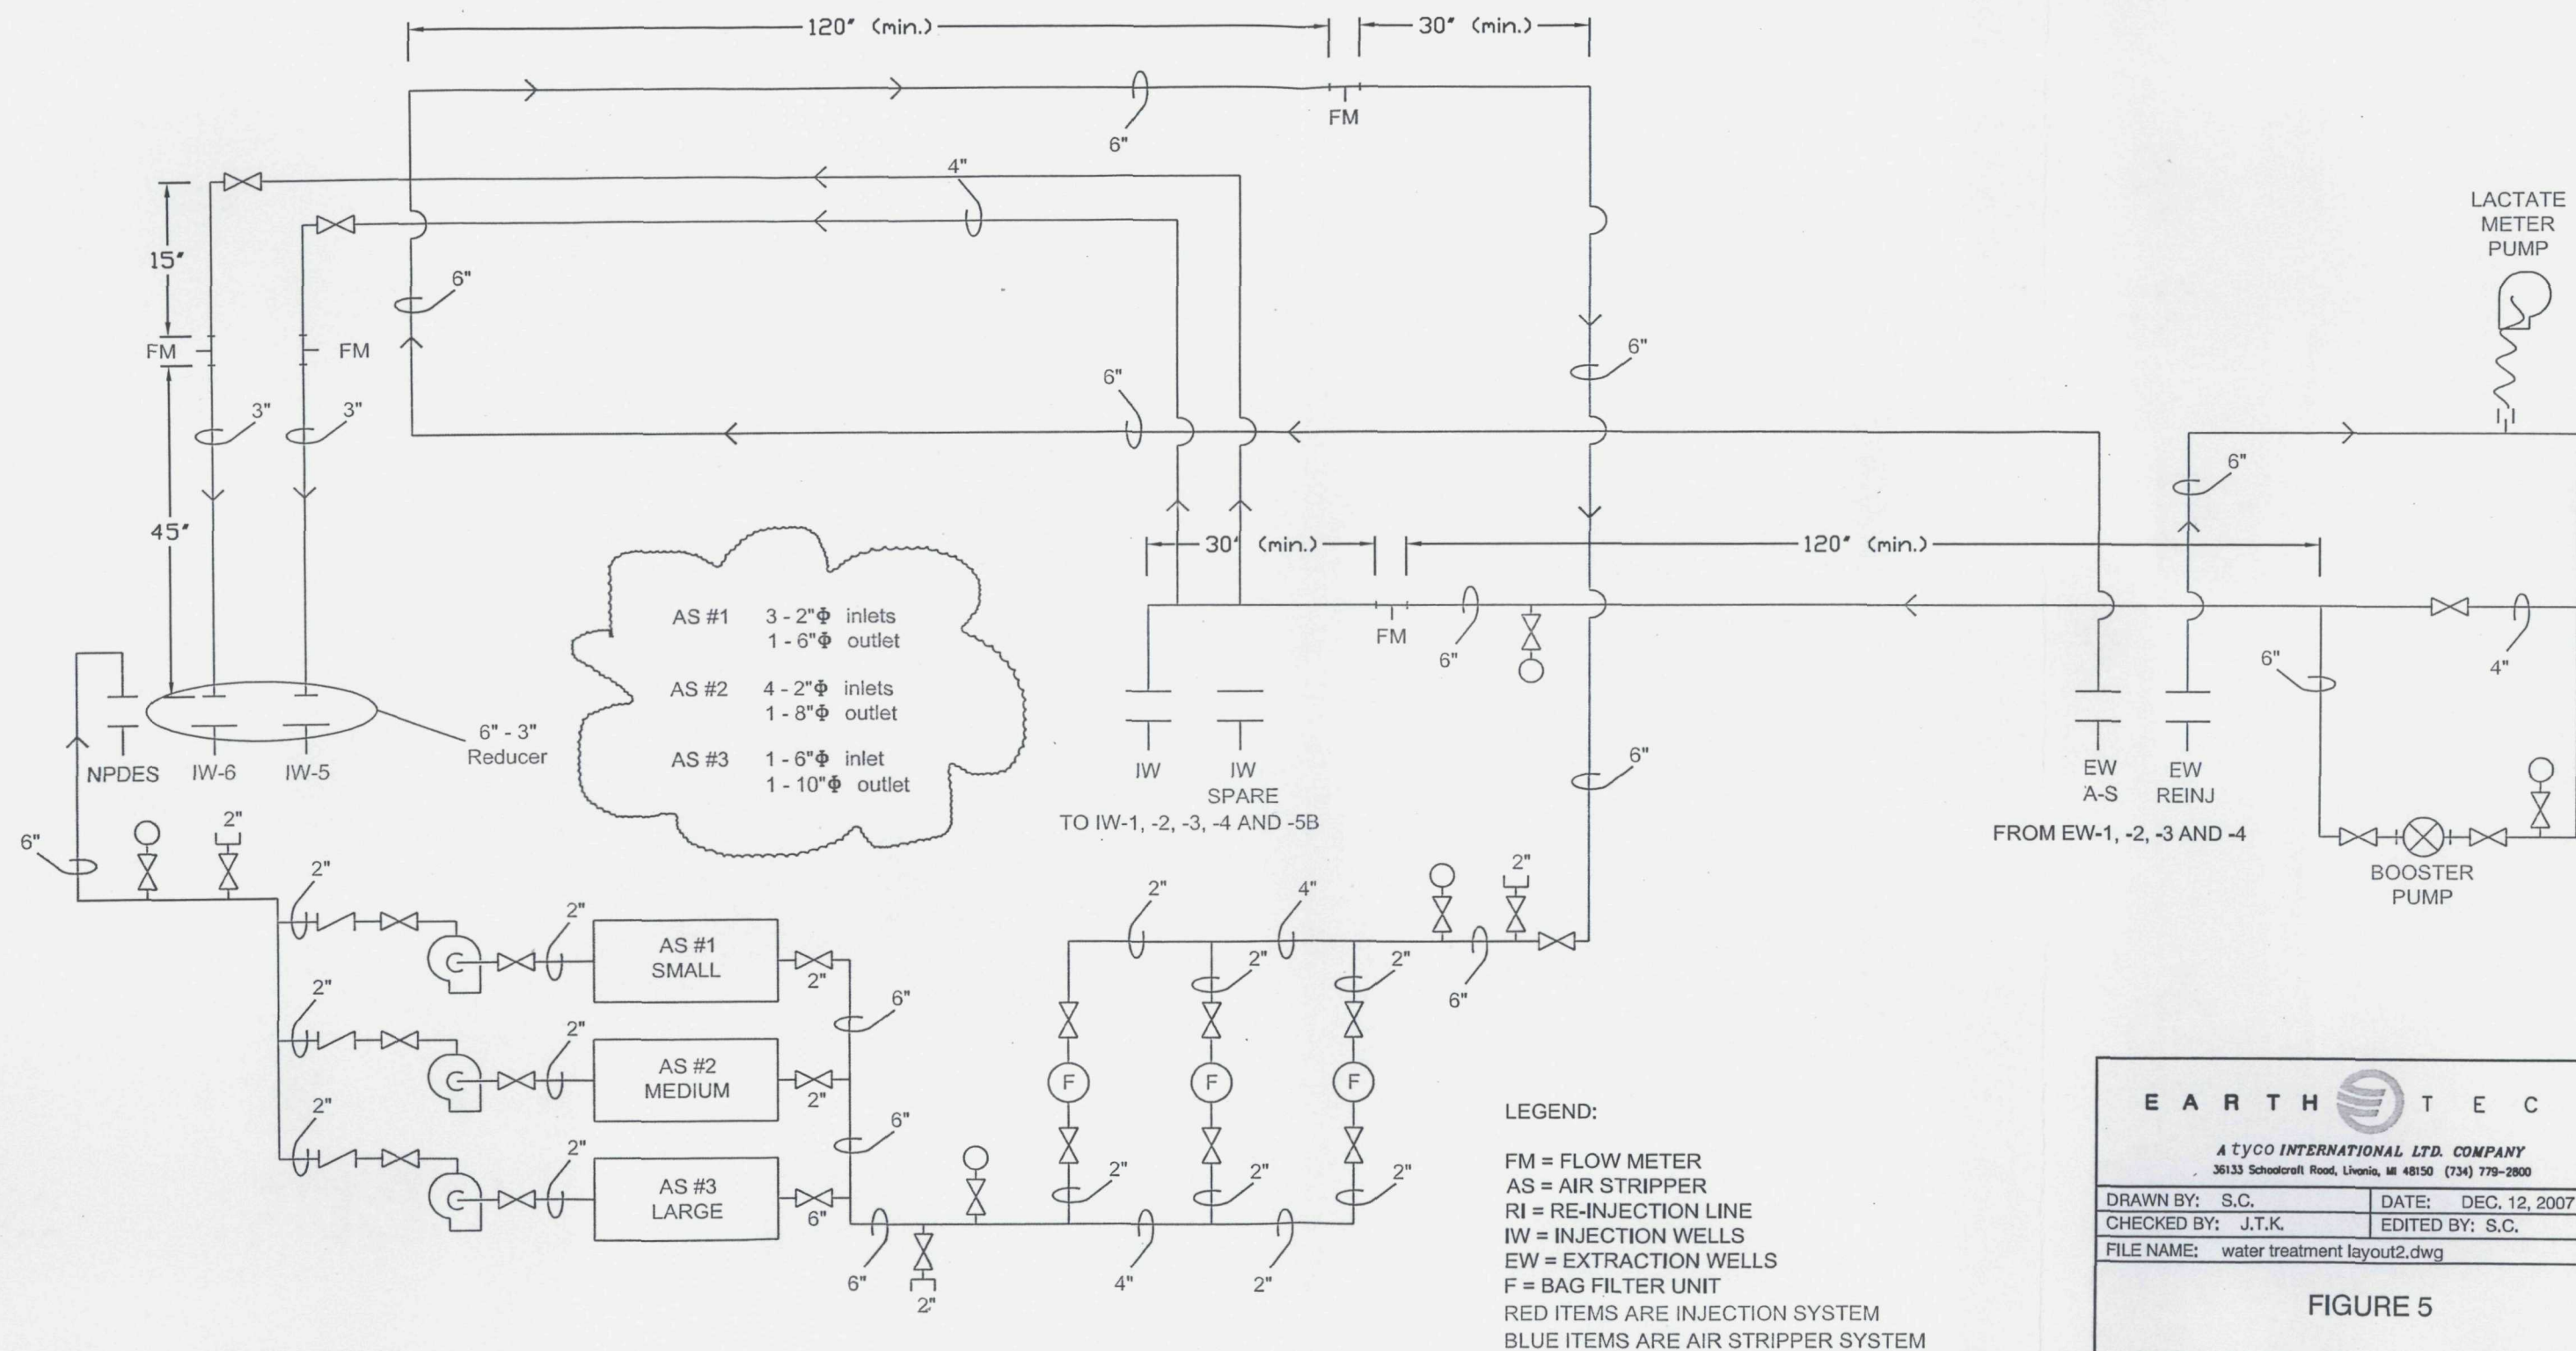 120" (min.)
30" (min.)
FM
6"
4"
LACTATE
METER
PUMP
15"
6"
FM
FM
6"
6"
3"
3"
6"
45"
30" (min.)
120" (min.)
AS #1 3 - 2"Φ inlets
1 - 6"Φ outlet
AS #2 4 - 2"Φ inlets
1 - 8"Φ outlet
AS #3 1 - 6"Φ inlet
1 - 10"Φ outlet
FM
6"
6"
4"
6" - 3"
Reducer
NPDES
IW-6
IW-5
IW
IW
SPARE
TO IW-1, -2, -3, -4 AND -5B
6"
EW
A-S
EW
REINJ
FROM EW-1, -2, -3 AND -4
BOOSTER
PUMP
6"
2"
2"
2"
2"
4"
2"
AS #1
SMALL
2"
2"
2"
6"
6"
2"
2"
AS #2
MEDIUM
2"
F
F
F
6"
2"
2"
AS #3
LARGE
6"
2"
2"
2"
6"
2"
4"
2"
LEGEND:
FM = FLOW METER
AS = AIR STRIPPER
RI = RE-INJECTION LINE
IW = INJECTION WELLS
EW = EXTRACTION WELLS
F = BAG FILTER UNIT
RED ITEMS ARE INJECTION SYSTEM
BLUE ITEMS ARE AIR STRIPPER SYSTEM
EARTH TEC
A tyco INTERNATIONAL LTD. COMPANY
36133 Schoolcraft Road, Livonia, MI 48150 (734) 779-2800
DRAWN BY: S.C.
DATE: DEC. 12, 2007
CHECKED BY: J.T.K.
EDITED BY: S.C.
FILE NAME: water treatment layout2.dwg
FIGURE 5